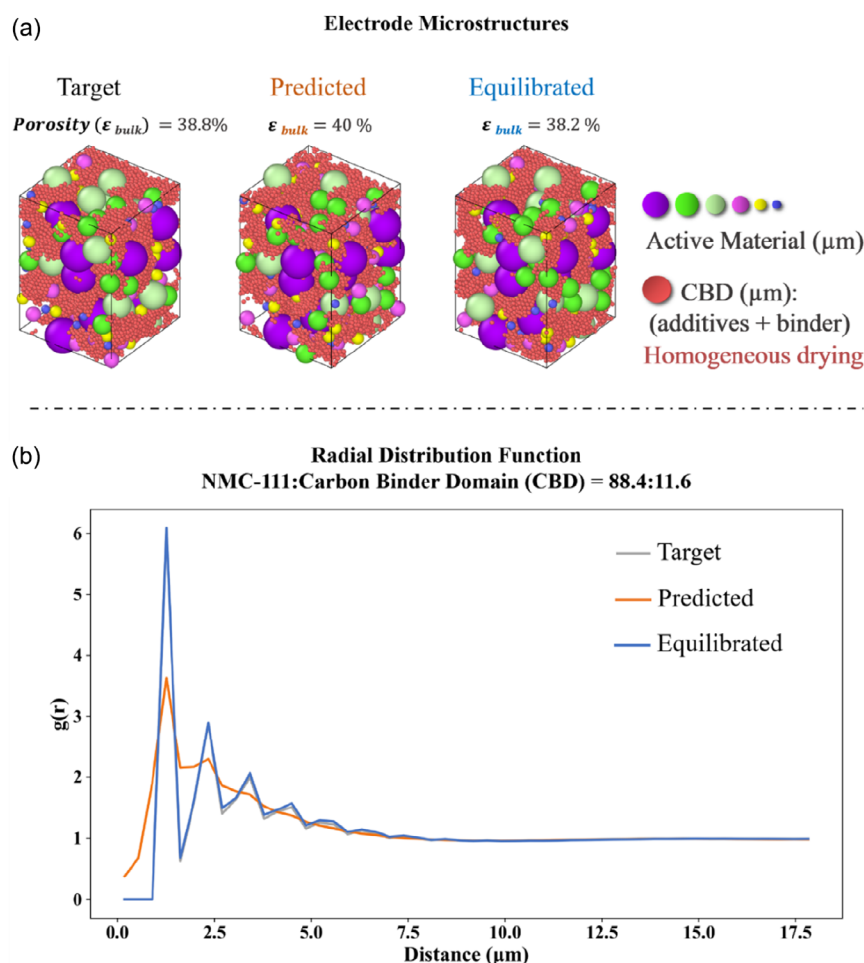 (a)
Electrode Microstructures
Target
Predicted
Equilibrated
Porosity (ε bulk) = 38.8%
ε bulk = 40 %
ε bulk = 38.2 %
Active Material (μm)
CBD (μm):
(additives + binder)
Homogeneous drying
(b)
Radial Distribution Function
NMC-111:Carbon Binder Domain (CBD) = 88.4:11.6
6
5
4
3
2
1
0
g(r)
Target
Predicted
Equilibrated
0.0 2.5 5.0 7.5 10.0 12.5 15.0 17.5
Distance (μm)